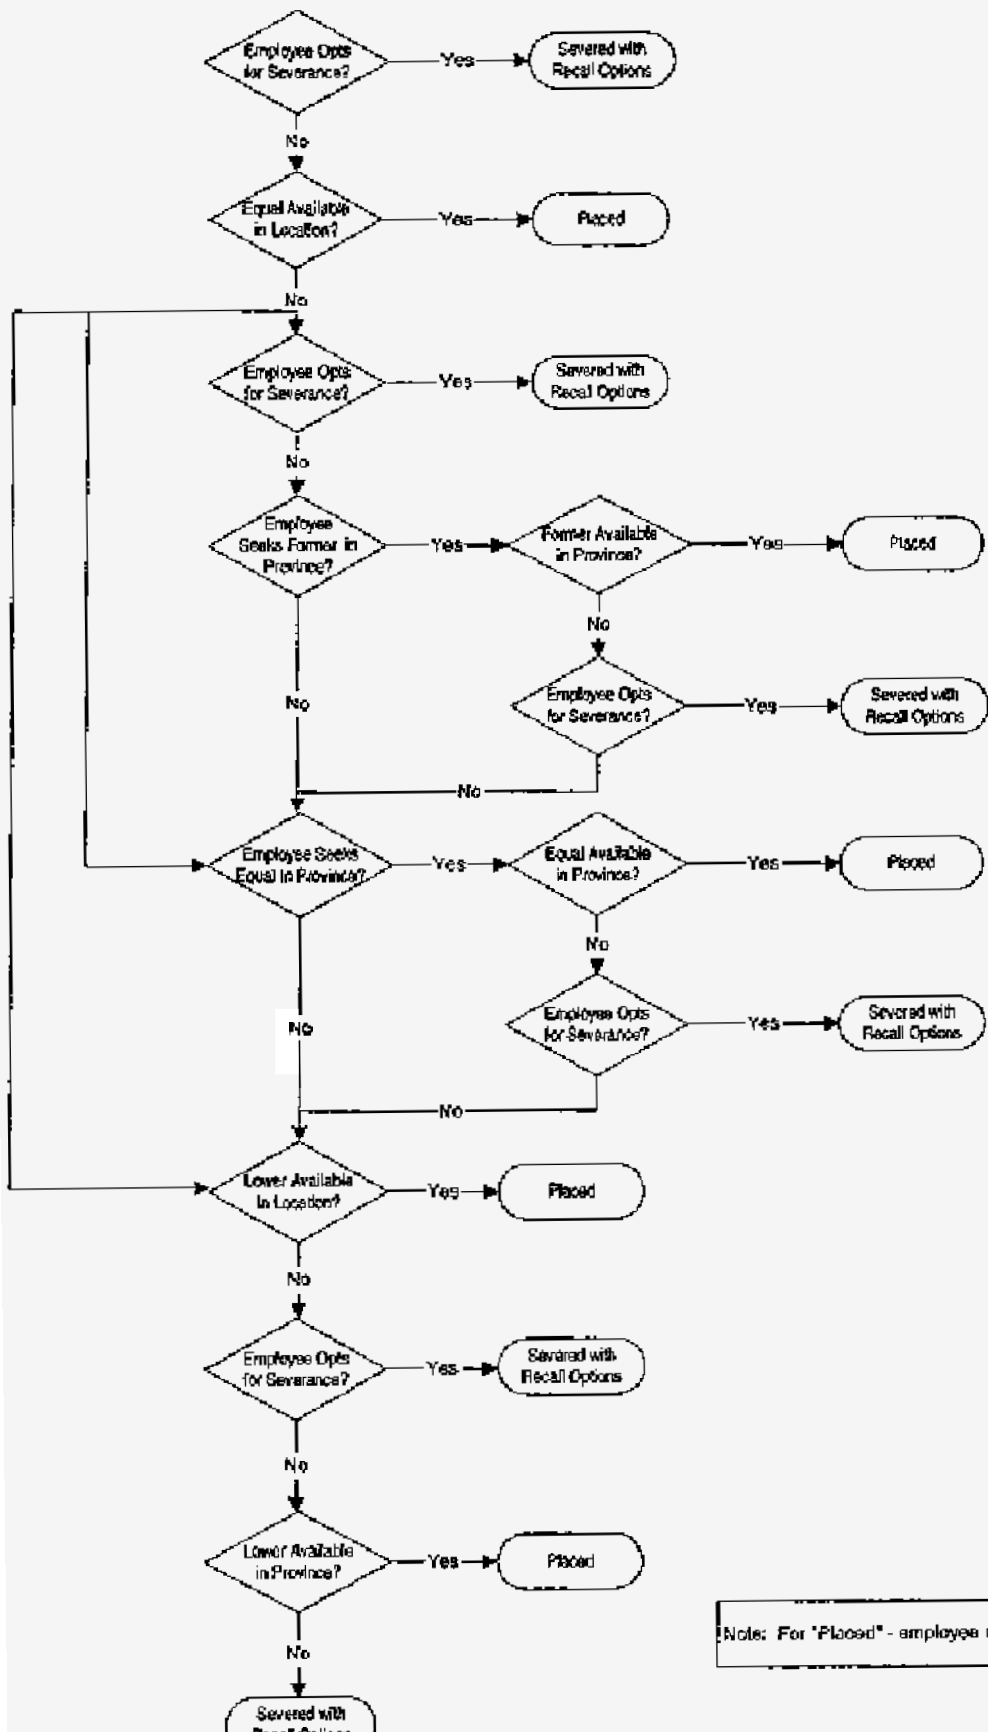 Employee Opts
for Severance?
Yes
Severed with
Recall Options
No
Equal Available
in Location?
Yes
Placed
No
Employee Opts
for Severance?
Yes
Severed with
Recall Options
No
Employee
Seeks Former in
Province?
Yes
Former Available
in Province?
Yes
Placed
No
No
Employee Opts
for Severance?
Yes
Severed with
Recall Options
No
Employee Seeks
Equal in Province?
Yes
Equal Available
in Province?
Yes
Placed
No
No
Employee Opts
for Severance?
Yes
Severed with
Recall Options
No
Lower Available
in Location?
Yes
Placed
No
Employee Opts
for Severance?
Yes
Severed with
Recall Options
No
Lower Available
in Province?
Yes
Placed
Note: For "Placed" - employee
No
Severed with
Recall Options